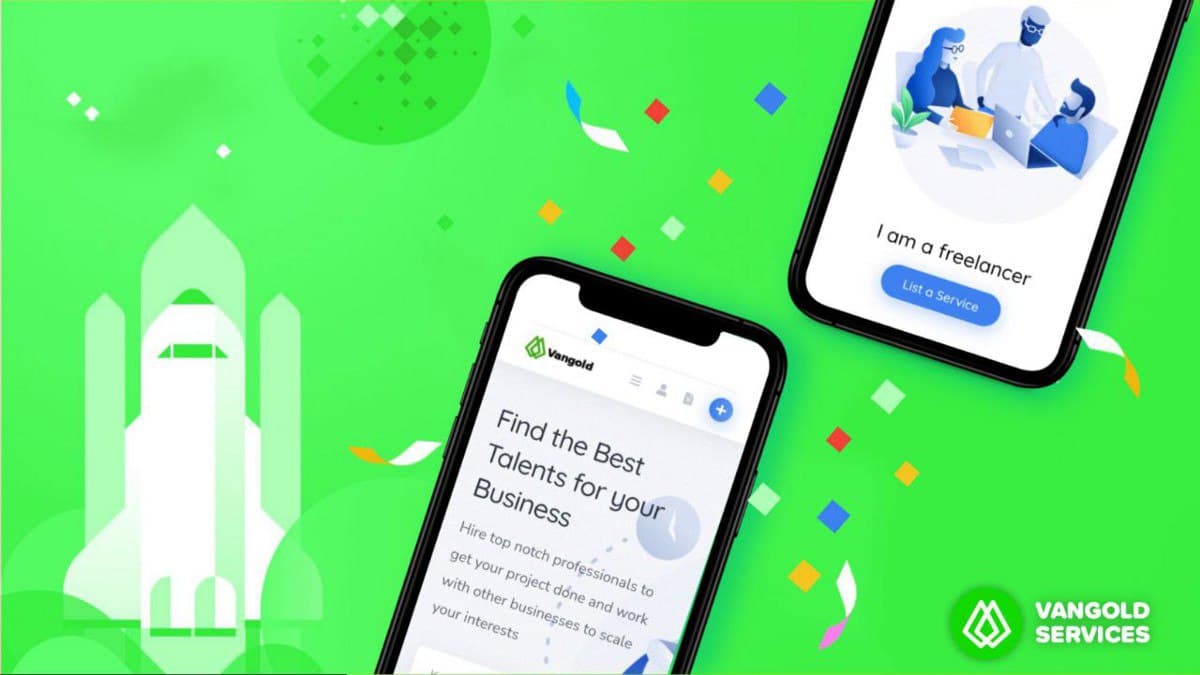 I am a freelancer
List a Service
Vangold
Find the Best
Talents for your
Business
Hire top notch professionals to
get your project done and work
with other businesses to scale
your interests
VANGOLD
SERVICES